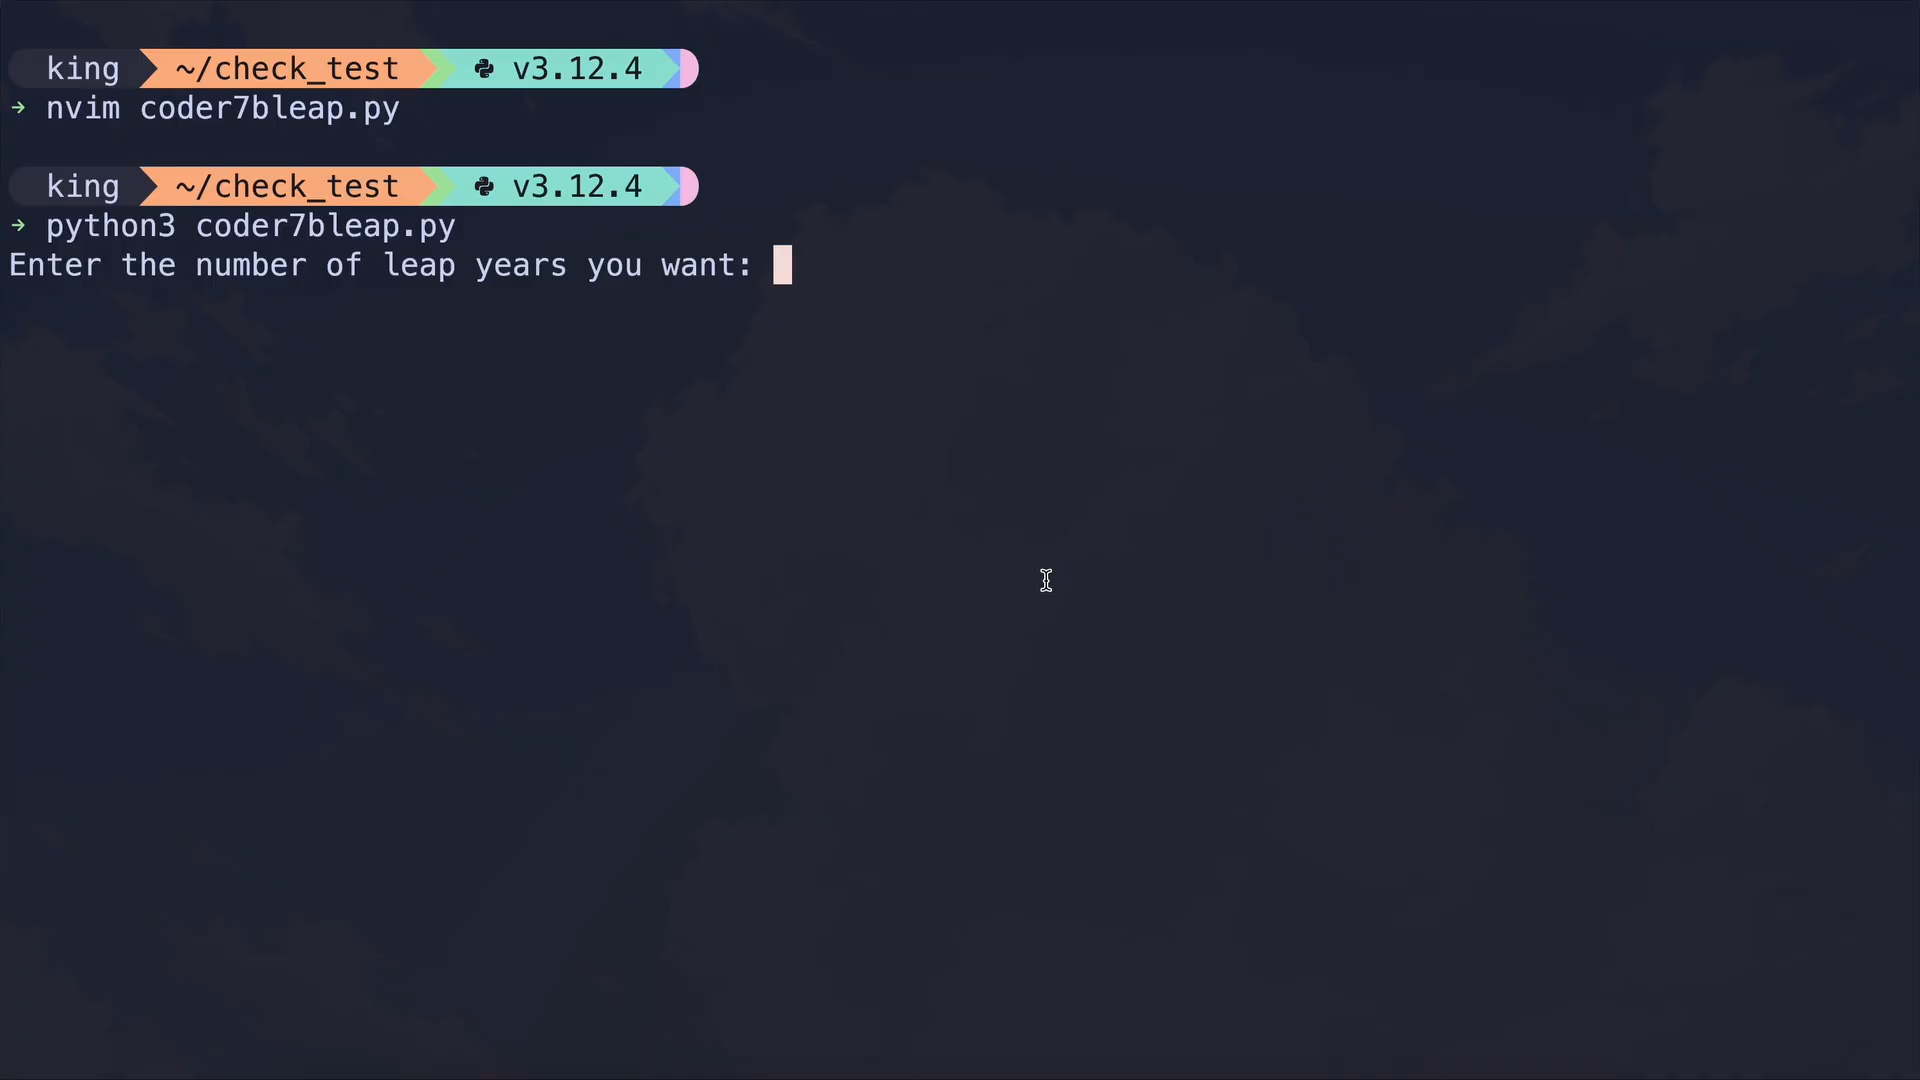 king ~/check_test v3.12.4
→ nvim coder7bleap.py
king ~/check_test v3.12.4
→ python3 coder7bleap.py
Enter the number of leap years you want: